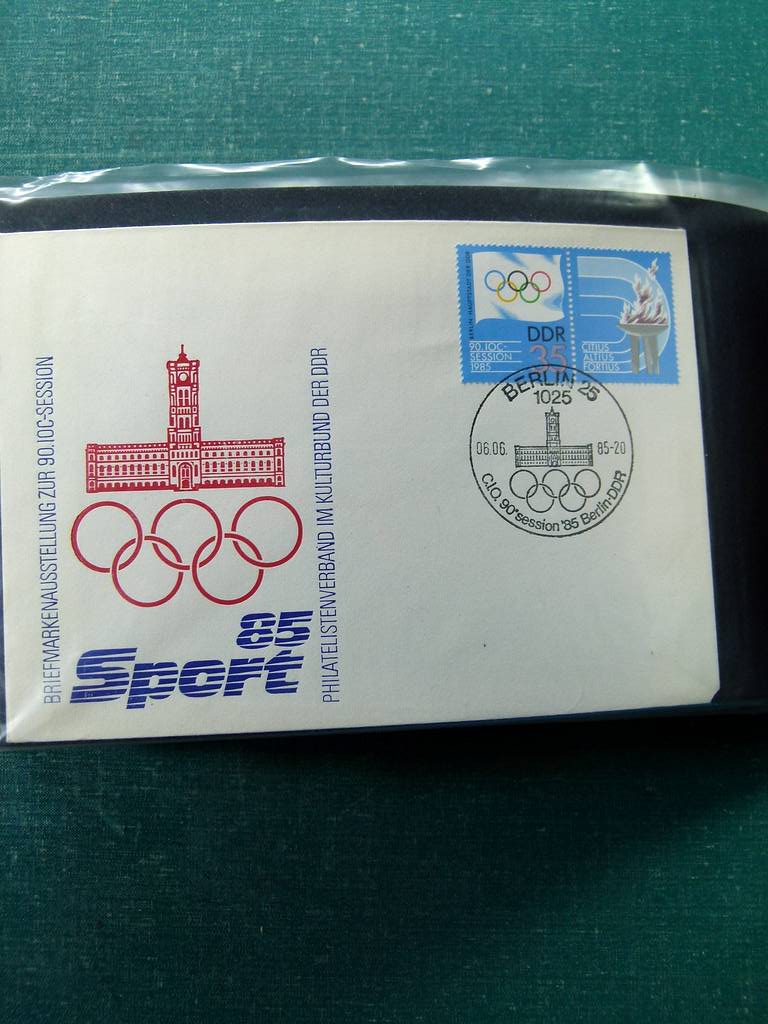 BRIEFMARKENAUSSTELLUNG ZUR 90. IOC-SESSION
85
Sport
PHILATELISTENVERBAND IM KULTURBUND DER DDR
BERLIN · HAUPTSTADT DER DDR
DDR
35
90. IOC-
SESSION
1985
CITIUS
ALTIUS
FORTIUS
BERLIN 25
1025
06.06. 85-20
C.I.O. 90e session '85 Berlin-DDR